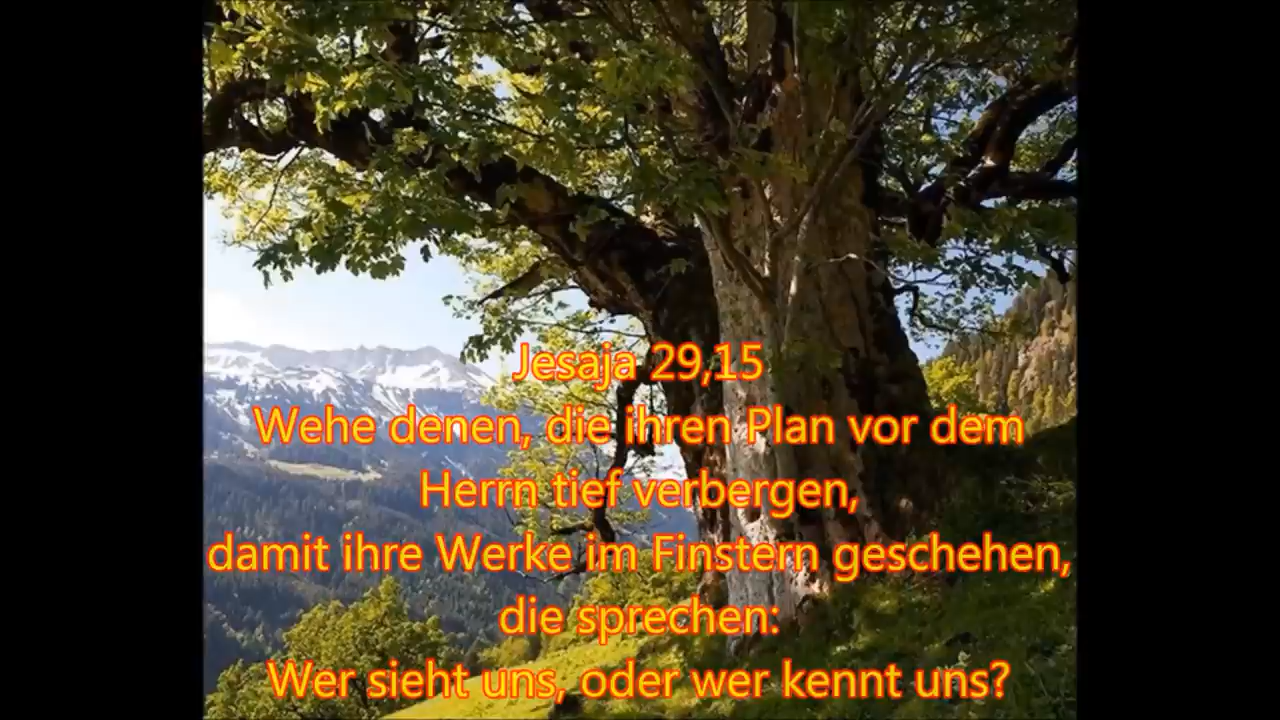 Jesaja 29,15
Wehe denen, die ihren Plan vor dem
Herrn tief verbergen,
damit ihre Werke im Finstern geschehen,
die sprechen:
Wer sieht uns, oder wer kennt uns?